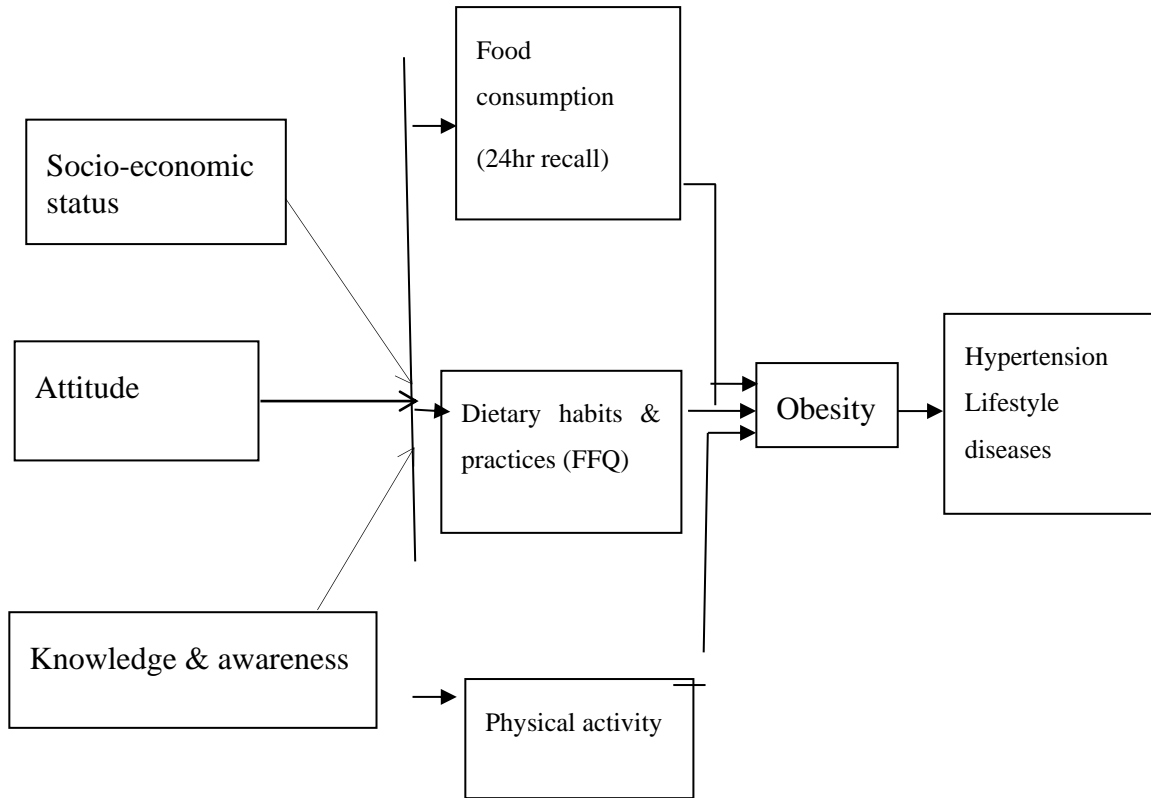 Food
consumption
(24hr recall)
Socio-economic
status
Attitude
Dietary habits &
practices (FFQ)
Obesity
Hypertension
Lifestyle
diseases
Knowledge & awareness
Physical activity